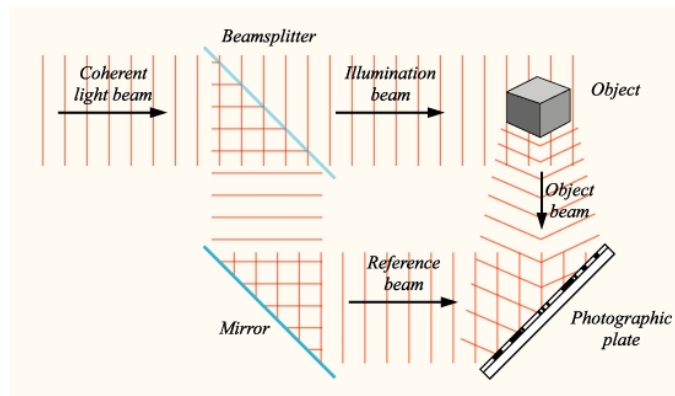 Beamsplitter
Coherent
light beam
Illumination
beam
Object
Object
beam
Reference
beam
Mirror
Photographic
plate